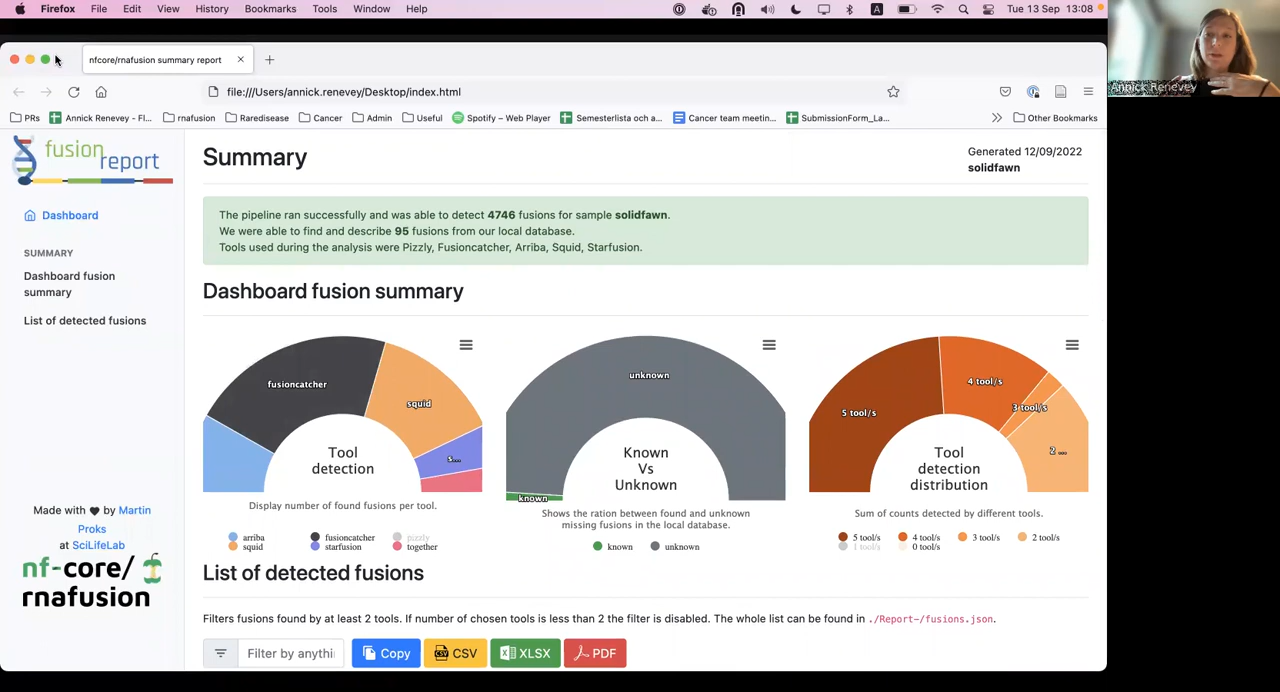 Firefox File Edit View History Bookmarks Tools Window Help
A Tue 13 Sep 13:08
nfcore/rnafusion summary report
file:///Users/annick.renevey/Desktop/index.html
PRs Annick Renevey - Fl... rnafusion Raredisease Cancer Admin Useful Spotify – Web Player Semesterlista och a... Cancer team meetin... SubmissionForm_La... Other Bookmarks
Annick Renevey
fusion
report
Dashboard
SUMMARY
Dashboard fusion
summary
List of detected fusions
Made with by Martin
Proks
at SciLifeLab
nf-core/
rnafusion
Summary
Generated 12/09/2022
solidfawn
The pipeline ran successfully and was able to detect 4746 fusions for sample solidfawn.
We were able to find and describe 95 fusions from our local database.
Tools used during the analysis were Pizzly, Fusioncatcher, Arriba, Squid, Starfusion.
Dashboard fusion summary
fusioncatcher
squid
s...
Tool
detection
Display number of found fusions per tool.
arriba fusioncatcher pizzly
squid starfusion together
unknown
known
Known
Vs
Unknown
Shows the ration between found and unknown
missing fusions in the local database.
known unknown
5 tool/s
4 tool/s
3 tool/s
2 ...
Tool
detection
distribution
Sum of counts detected by different tools.
5 tool/s 4 tool/s 3 tool/s 2 tool/s
1 tool/s 0 tool/s
List of detected fusions
Filters fusions found by at least 2 tools. If number of chosen tools is less than 2 the filter is disabled. The whole list can be found in ./Report-/fusions.json.
Filter by anythi Copy CSV XLSX PDF